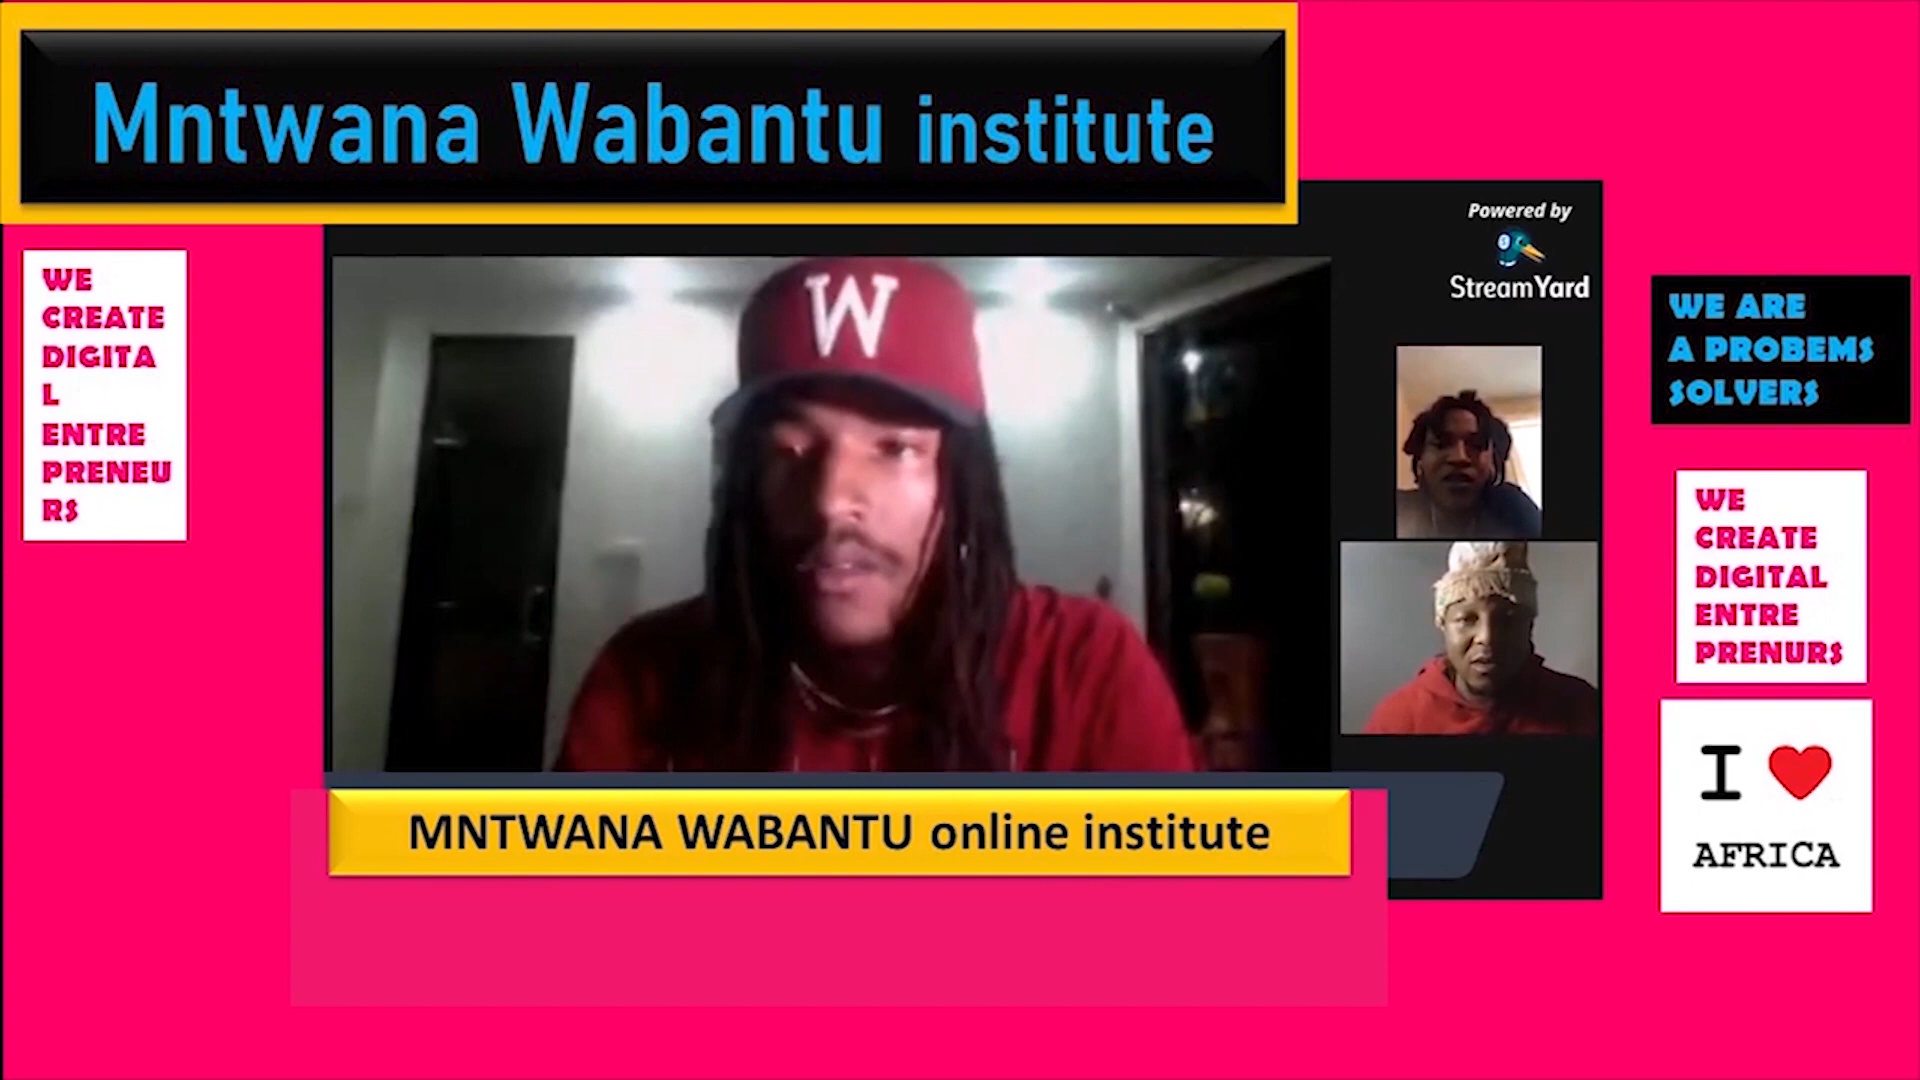 Mntwana Wabantu institute
Powered by
StreamYard
WE
CREATE
DIGITA
L
ENTRE
PRENEU
RS
W
WE ARE
A PROBEMS
SOLVERS
WE
CREATE
DIGITAL
ENTRE
PRENURS
I ❤
AFRICA
MNTWANA WABANTU online institute